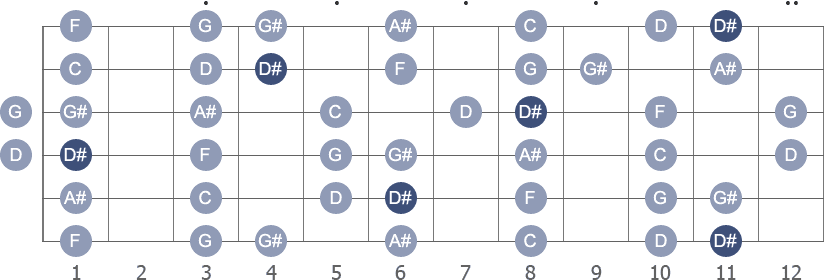 F G G# A# C D D#
C D D# F G G# A#
G G# A# C D D# F G
D D# F G G# A# C D
A# C D D# F G G#
F G G# A# C D D#
1 2 3 4 5 6 7 8 9 10 11 12